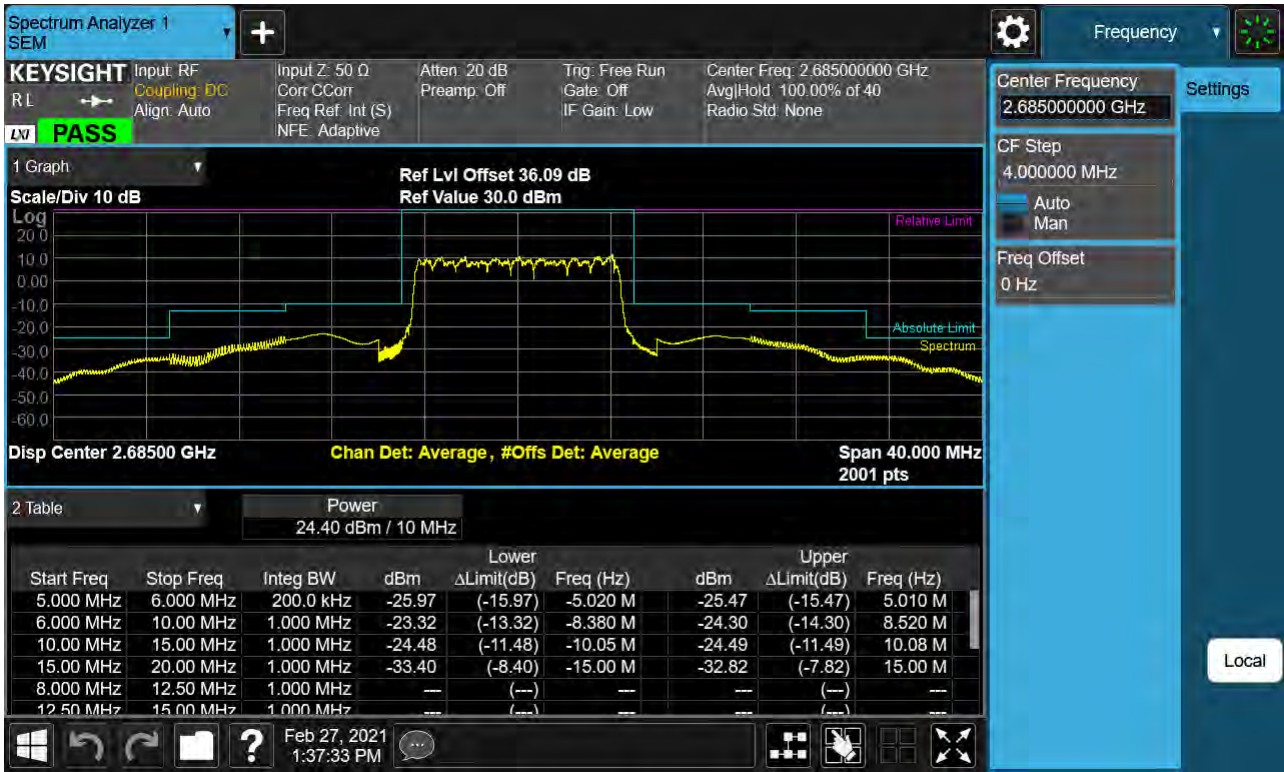 Spectrum Analyzer 1
SEM
Frequency
KEYSIGHT
RL
LXI PASS
Input: RF
Coupling: DC
Align: Auto
Input Z: 50 Ω
Corr CCorr
Freq Ref: Int (S)
NFE: Adaptive
Atten: 20 dB
Preamp: Off
Trig: Free Run
Gate: Off
IF Gain: Low
Center Freq: 2.685000000 GHz
Avg|Hold: 100.00% of 40
Radio Std: None
Center Frequency
2.685000000 GHz
Settings
CF Step
4.000000 MHz
Auto
Man
Freq Offset
0 Hz
Local
1 Graph
Scale/Div 10 dB
Ref Lvl Offset 36.09 dB
Ref Value 30.0 dBm
Log
20.0
10.0
0.00
-10.0
-20.0
-30.0
-40.0
-50.0
-60.0
Relative Limit
Absolute Limit
Spectrum
Disp Center 2.68500 GHz
Chan Det: Average, #Offs Det: Average
Span 40.000 MHz
2001 pts
2 Table
Power
24.40 dBm / 10 MHz
Lower Upper
Start Freq Stop Freq Integ BW dBm ΔLimit(dB) Freq (Hz) dBm ΔLimit(dB) Freq (Hz)
5.000 MHz 6.000 MHz 200.0 kHz -25.97 (-15.97) -5.020 M -25.47 (-15.47) 5.010 M
6.000 MHz 10.00 MHz 1.000 MHz -23.32 (-13.32) -8.380 M -24.30 (-14.30) 8.520 M
10.00 MHz 15.00 MHz 1.000 MHz -24.48 (-11.48) -10.05 M -24.49 (-11.49) 10.08 M
15.00 MHz 20.00 MHz 1.000 MHz -33.40 (-8.40) -15.00 M -32.82 (-7.82) 15.00 M
8.000 MHz 12.50 MHz 1.000 MHz --- (---) --- --- (---) ---
12.50 MHz 15.00 MHz 1.000 MHz --- (---) --- --- (---) ---
Feb 27, 2021
1:37:33 PM